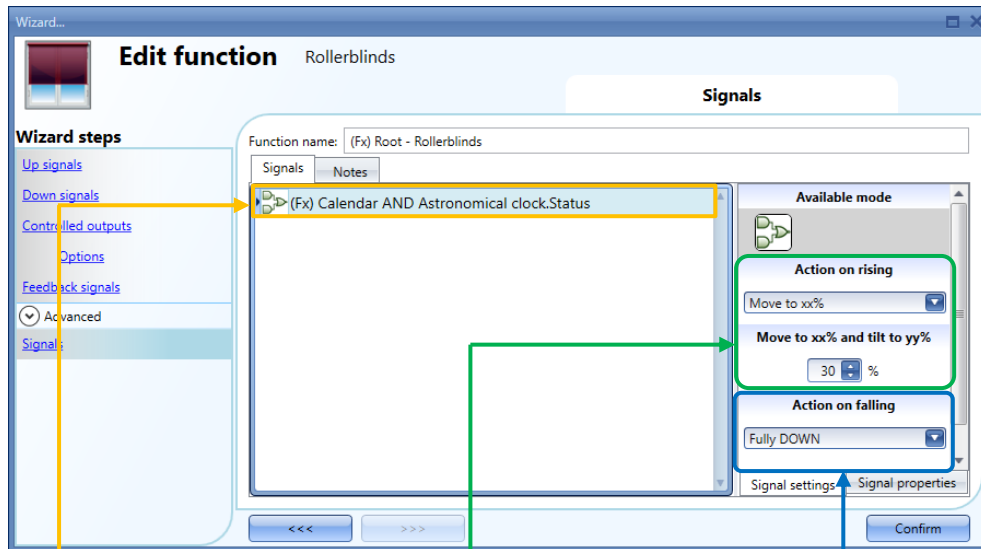 Wizard...
Edit function Rollerblinds
Signals
Wizard steps
Up signals
Down signals
Controlled outputs
Options
Feedback signals
Advanced
Signals
Function name: (Fx) Root - Rollerblinds
Signals Notes
(Fx) Calendar AND Astronomical clock.Status
Available mode
Action on rising
Move to xx%
Move to xx% and tilt to yy%
30 %
Action on falling
Fully DOWN
Signal settings Signal properties
<<< >>> Confirm